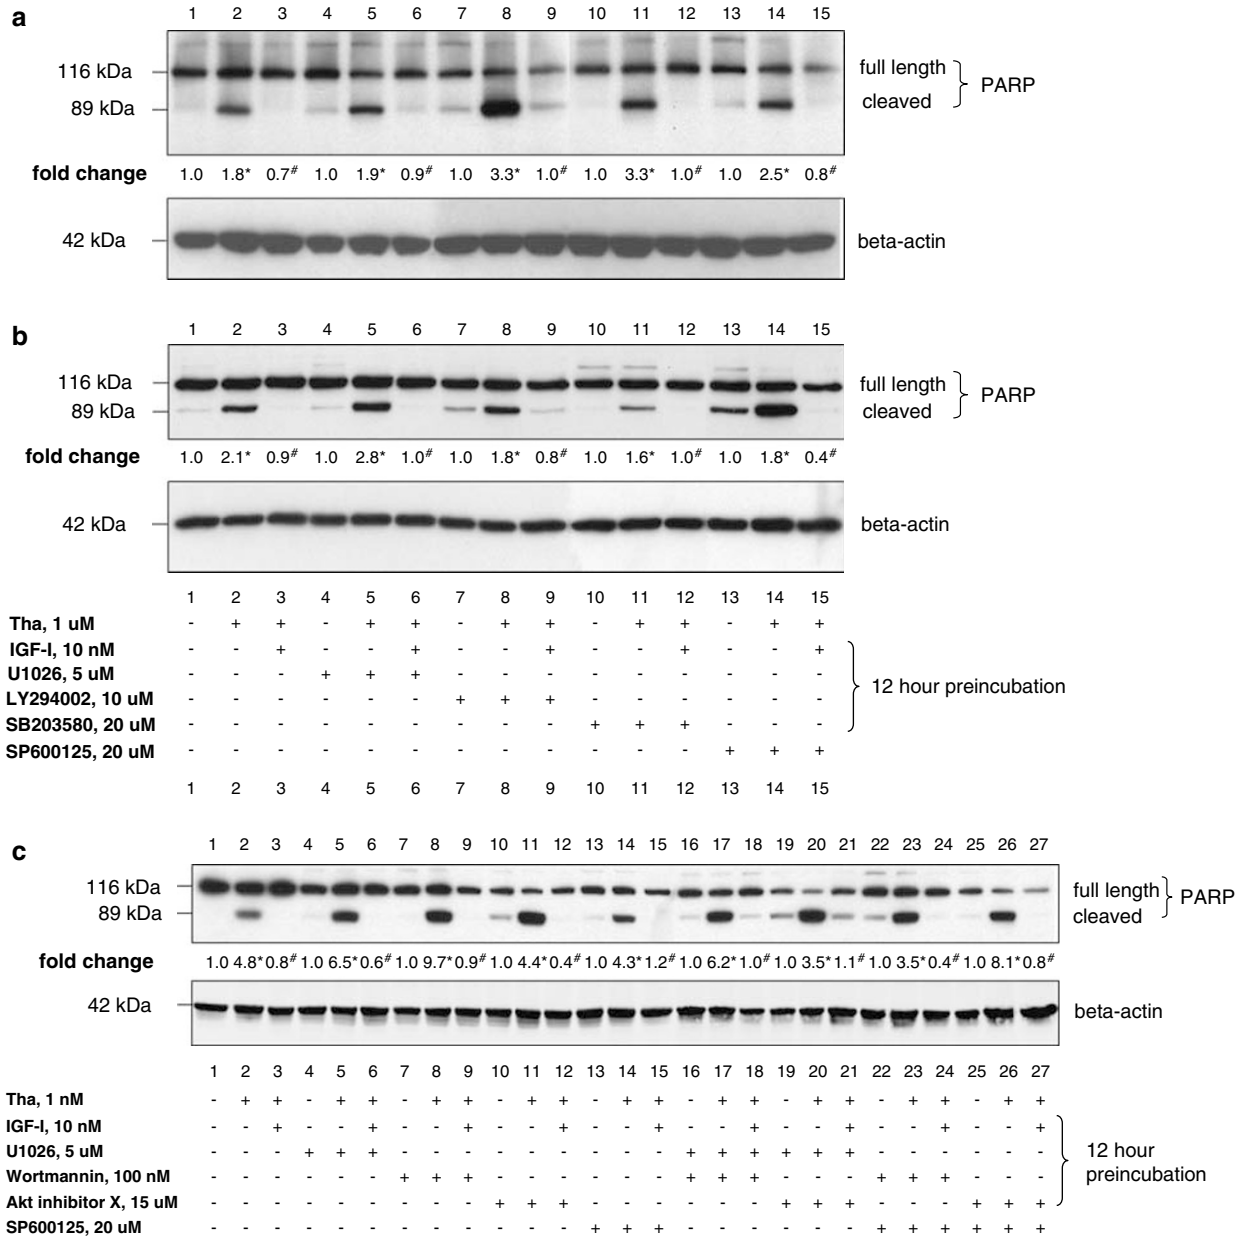 a
1 2 3 4 5 6 7 8 9 10 11 12 13 14 15
116 kDa
full length
89 kDa
cleaved
PARP
fold change 1.0 1.8* 0.7# 1.0 1.9* 0.9# 1.0 3.3* 1.0# 1.0 3.3* 1.0# 1.0 2.5* 0.8#
42 kDa
beta-actin
b
1 2 3 4 5 6 7 8 9 10 11 12 13 14 15
116 kDa
full length
89 kDa
cleaved
PARP
fold change 1.0 2.1* 0.9# 1.0 2.8* 1.0# 1.0 1.8* 0.8# 1.0 1.6* 1.0# 1.0 1.8* 0.4#
42 kDa
beta-actin
1 2 3 4 5 6 7 8 9 10 11 12 13 14 15
Tha, 1 uM - + + - + + - + + - + + - + +
IGF-I, 10 nM - - + - - + - - + - - + - - +
U1026, 5 uM - - - + + + - - - - - - - - -
LY294002, 10 uM - - - - - - + + + - - - - - -
SB203580, 20 uM - - - - - - - - - + + + - - -
SP600125, 20 uM - - - - - - - - - - - - + + +
12 hour preincubation
1 2 3 4 5 6 7 8 9 10 11 12 13 14 15
c
1 2 3 4 5 6 7 8 9 10 11 12 13 14 15 16 17 18 19 20 21 22 23 24 25 26 27
116 kDa
full length
89 kDa
cleaved
PARP
fold change 1.0 4.8* 0.8# 1.0 6.5* 0.6# 1.0 9.7* 0.9# 1.0 4.4* 0.4# 1.0 4.3* 1.2# 1.0 6.2* 1.0# 1.0 3.5* 1.1# 1.0 3.5* 0.4# 1.0 8.1* 0.8#
42 kDa
beta-actin
1 2 3 4 5 6 7 8 9 10 11 12 13 14 15 16 17 18 19 20 21 22 23 24 25 26 27
Tha, 1 nM - + + - + + - + + - + + - + + - + + - + + - + + - + +
IGF-I, 10 nM - - + - - + - - + - - + - - + - - + - - + - - + - - +
U1026, 5 uM - - - + + + - - - - - - - - - + + + + + + - - - - - -
Wortmannin, 100 nM - - - - - - + + + - - - - - - + + + - - - + + + - - -
Akt inhibitor X, 15 uM - - - - - - - - - + + + - - - - - - + + + - - - + + +
SP600125, 20 uM - - - - - - - - - - - - + + + - - - - - - + + + + + +
12 hour
preincubation